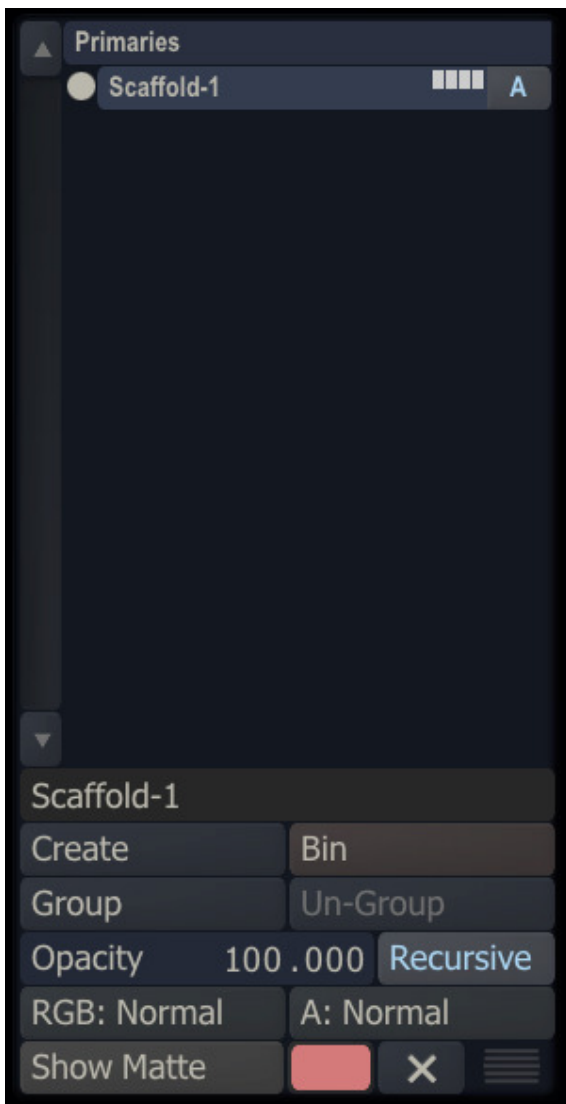 Primaries
Scaffold-1 A
Scaffold-1
Create Bin
Group Un-Group
Opacity 100.000 Recursive
RGB: Normal A: Normal
Show Matte